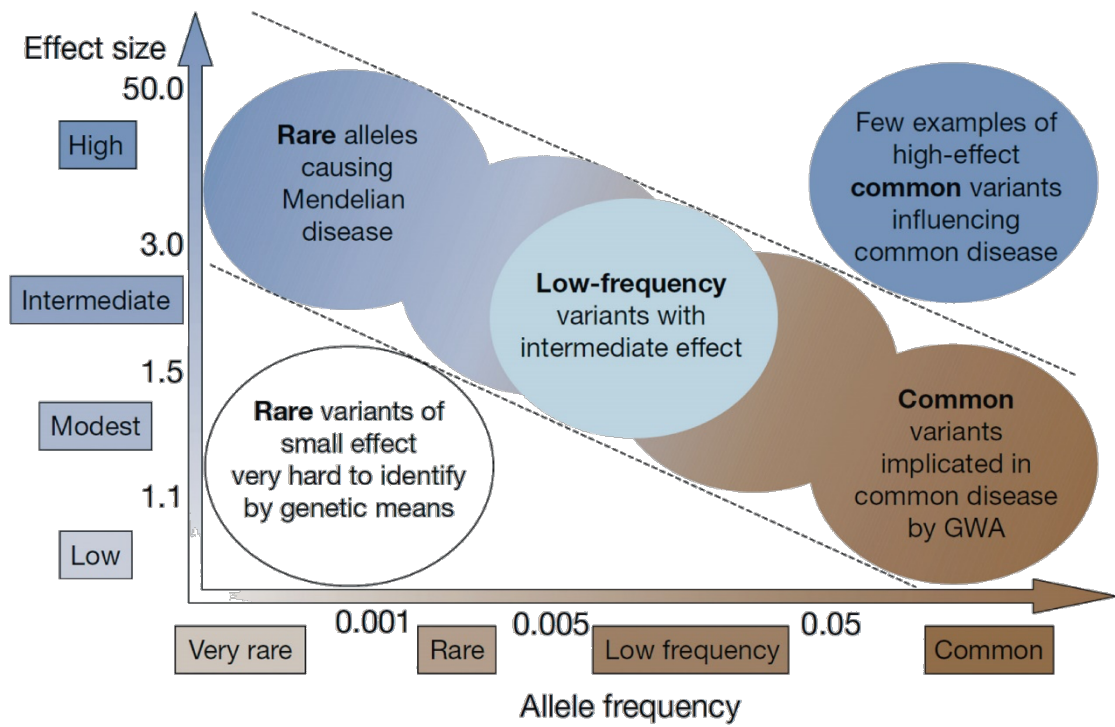 Effect size
50.0
High
3.0
Intermediate
1.5
Modest
1.1
Low
Rare alleles
causing
Mendelian
disease
Few examples of
high-effect
common variants
influencing
common disease
Low-frequency
variants with
intermediate effect
Rare variants of
small effect
very hard to identify
by genetic means
Common
variants
implicated in
common disease
by GWA
0.001
0.005
0.05
Very rare
Rare
Low frequency
Common
Allele frequency